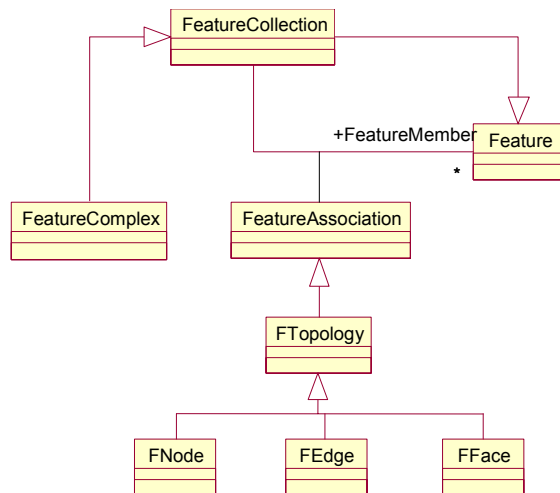 FeatureCollection
+FeatureMember
Feature
*
FeatureComplex
FeatureAssociation
FTopology
FNode
FEdge
FFace